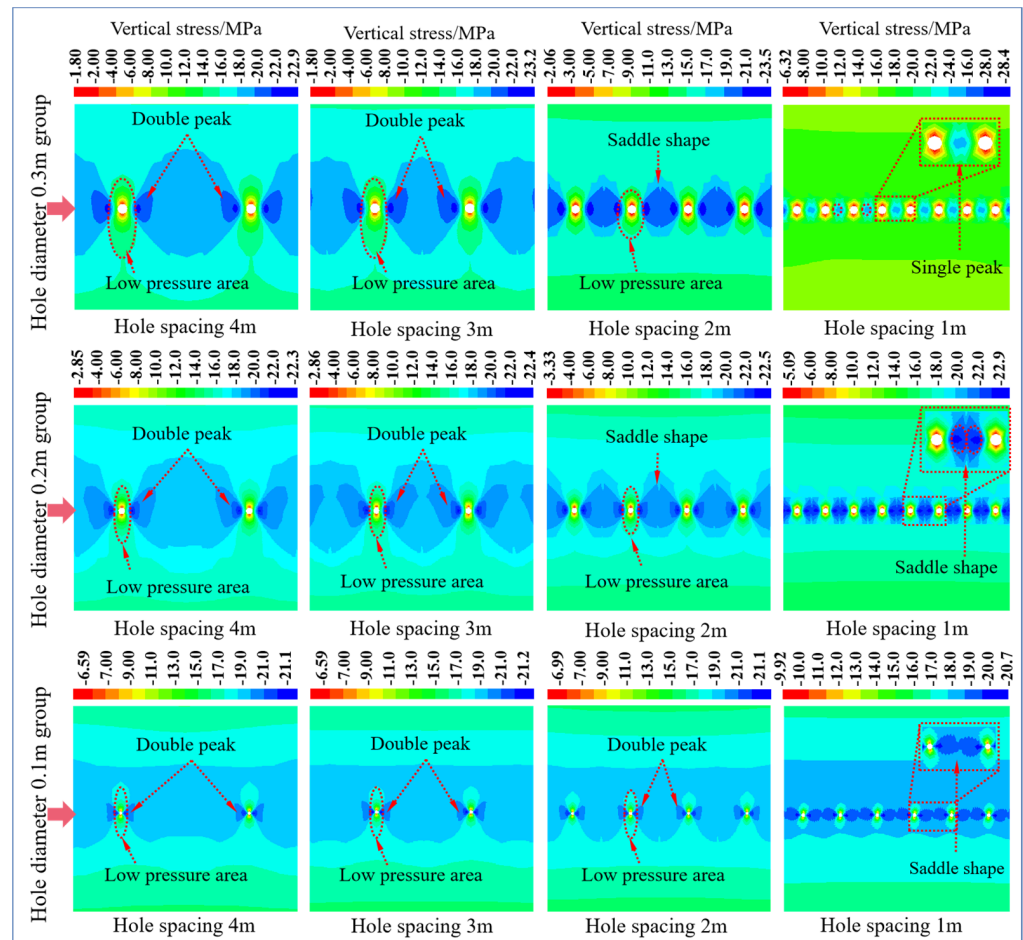 Vertical stress/MPa
Vertical stress/MPa
Vertical stress/MPa
Vertical stress/MPa
-1.80 -2.00 -4.00 -6.00 -8.00 -10.0 -12.0 -14.0 -16.0 -18.0 -20.0 -22.0 -22.9
-1.80 -2.00 -4.00 -6.00 -8.00 -10.0 -12.0 -14.0 -16.0 -18.0 -20.0 -22.0 -23.2
-2.06 -3.00 -5.00 -7.00 -9.00 -11.0 -13.0 -15.0 -17.0 -19.0 -21.0 -23.5
-6.32 -8.00 -10.0 -12.0 -14.0 -16.0 -18.0 -20.0 -22.0 -24.0 -26.0 -28.0 -28.4
Hole diameter 0.3m group
Double peak
Low pressure area
Double peak
Low pressure area
Saddle shape
Low pressure area
Single peak
Hole spacing 4m
Hole spacing 3m
Hole spacing 2m
Hole spacing 1m
-2.85 -4.00 -6.00 -8.00 -10.0 -12.0 -14.0 -16.0 -18.0 -20.0 -22.0 -22.3
-2.86 -4.00 -6.00 -8.00 -10.0 -12.0 -14.0 -16.0 -18.0 -20.0 -22.0 -22.4
-3.33 -4.00 -6.00 -8.00 -10.0 -12.0 -14.0 -16.0 -18.0 -20.0 -22.0 -22.5
-5.09 -6.00 -8.00 -10.0 -12.0 -14.0 -16.0 -18.0 -20.0 -22.0 -22.9
Hole diameter 0.2m group
Double peak
Low pressure area
Double peak
Low pressure area
Saddle shape
Low pressure area
Saddle shape
Hole spacing 4m
Hole spacing 3m
Hole spacing 2m
Hole spacing 1m
-6.59 -7.00 -9.00 -11.0 -13.0 -15.0 -17.0 -19.0 -21.0 -21.1
-6.59 -7.00 -9.00 -11.0 -13.0 -15.0 -17.0 -19.0 -21.0 -21.2
-6.99 -7.00 -9.00 -11.0 -13.0 -15.0 -17.0 -19.0 -21.0 -21.1
-9.92 -10.0 -11.0 -12.0 -13.0 -14.0 -15.0 -16.0 -17.0 -18.0 -19.0 -20.0 -20.7
Hole diameter 0.1m group
Double peak
Low pressure area
Double peak
Low pressure area
Double peak
Low pressure area
Saddle shape
Hole spacing 4m
Hole spacing 3m
Hole spacing 2m
Hole spacing 1m